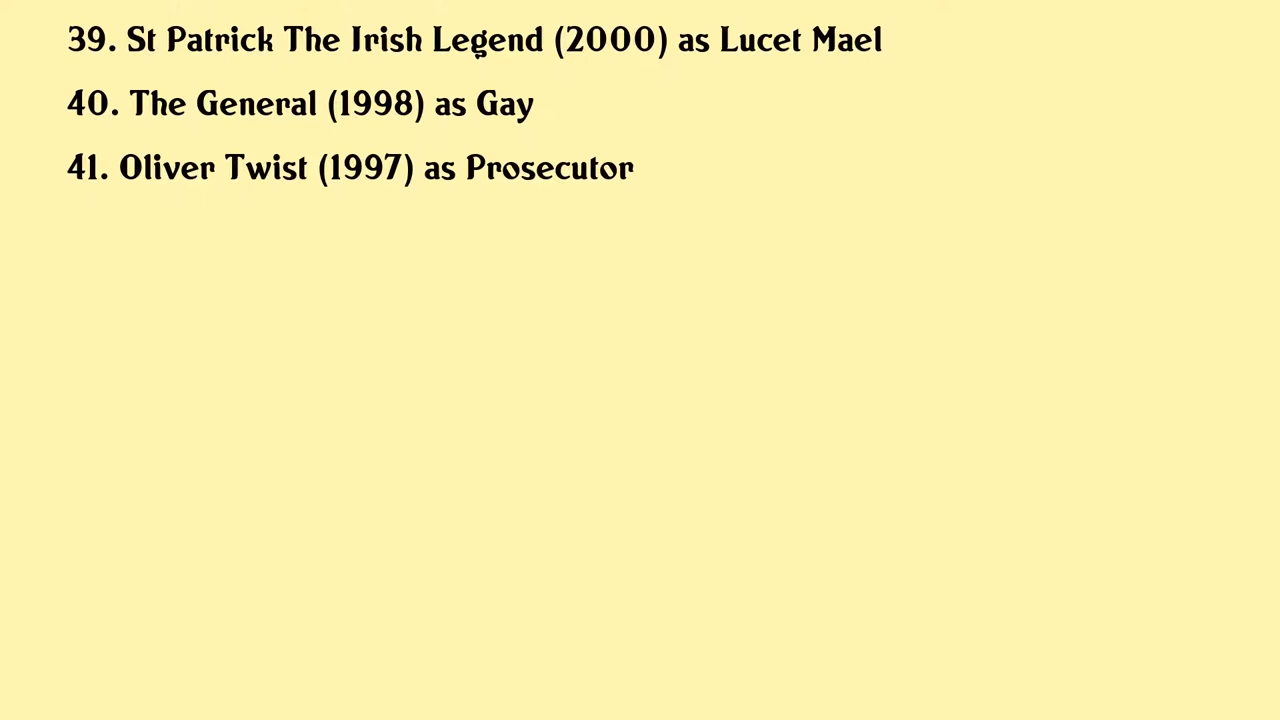 39. St Patrick The Irish Legend (2000) as Lucet Mael
40. The General (1998) as Gay
41. Oliver Twist (1997) as Prosecutor